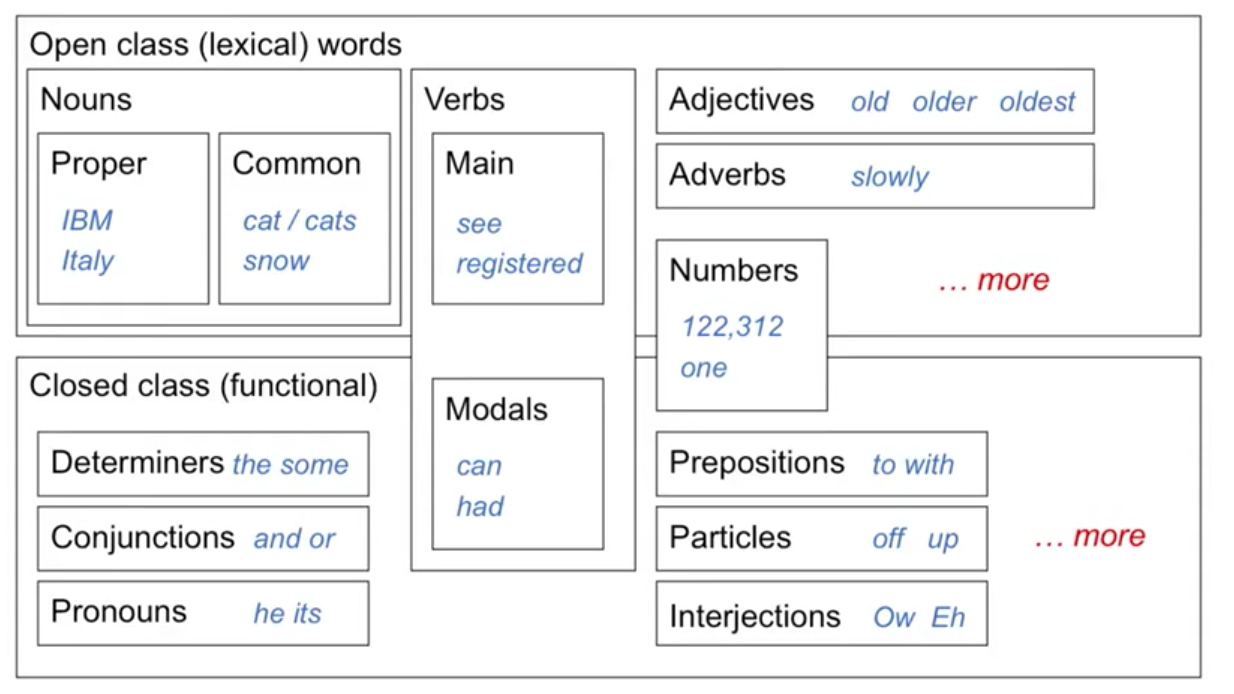 Open class (lexical) words
Nouns
Proper
IBM
Italy
Common
cat / cats
snow
Verbs
Main
see
registered
Adjectives old older oldest
Adverbs slowly
Numbers
122,312
one
… more
Closed class (functional)
Determiners the some
Conjunctions and or
Pronouns he its
Modals
can
had
Prepositions to with
Particles off up
Interjections Ow Eh
… more